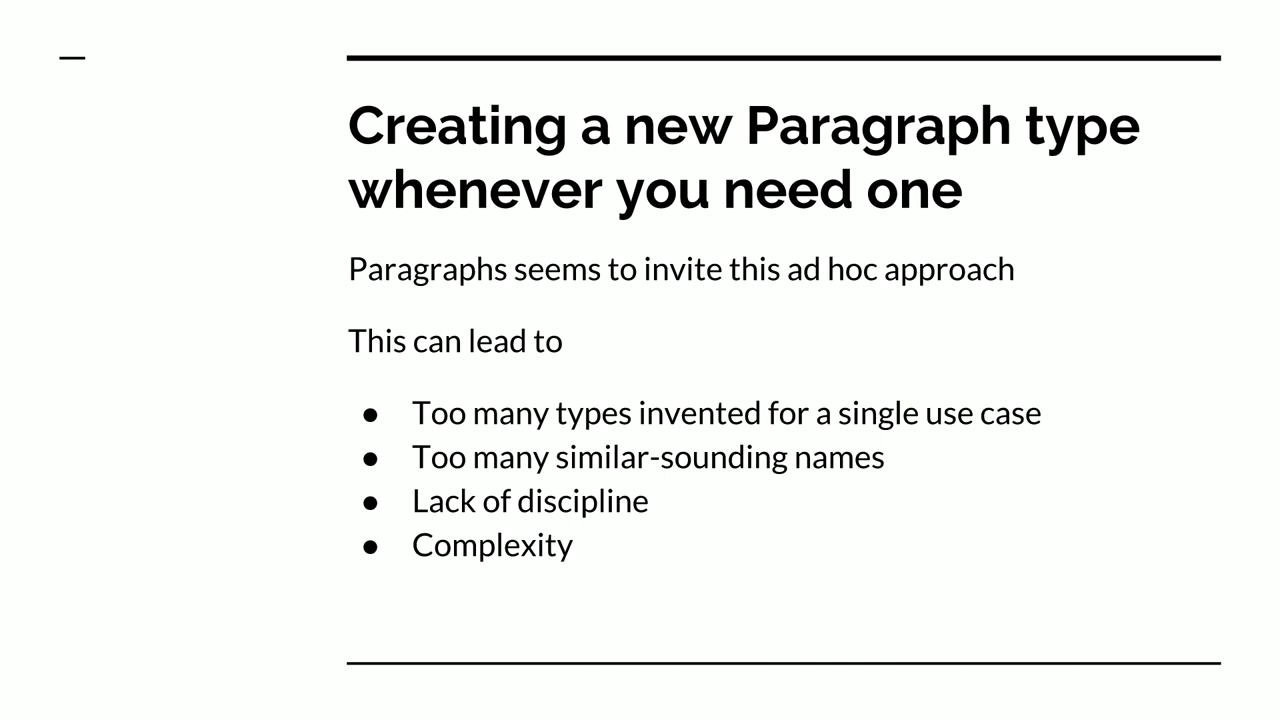 Creating a new Paragraph type
whenever you need one
Paragraphs seems to invite this ad hoc approach
This can lead to
● Too many types invented for a single use case
● Too many similar-sounding names
● Lack of discipline
● Complexity